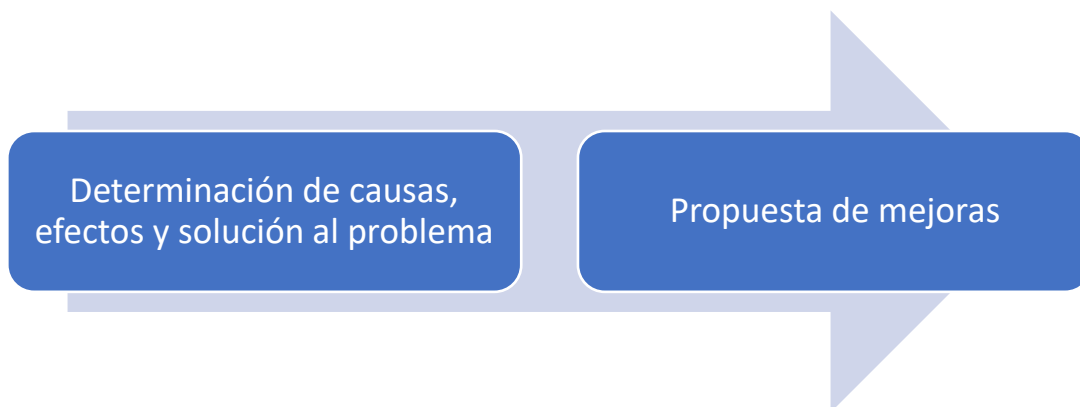 Determinación de causas,
efectos y solución al problema
Propuesta de mejoras